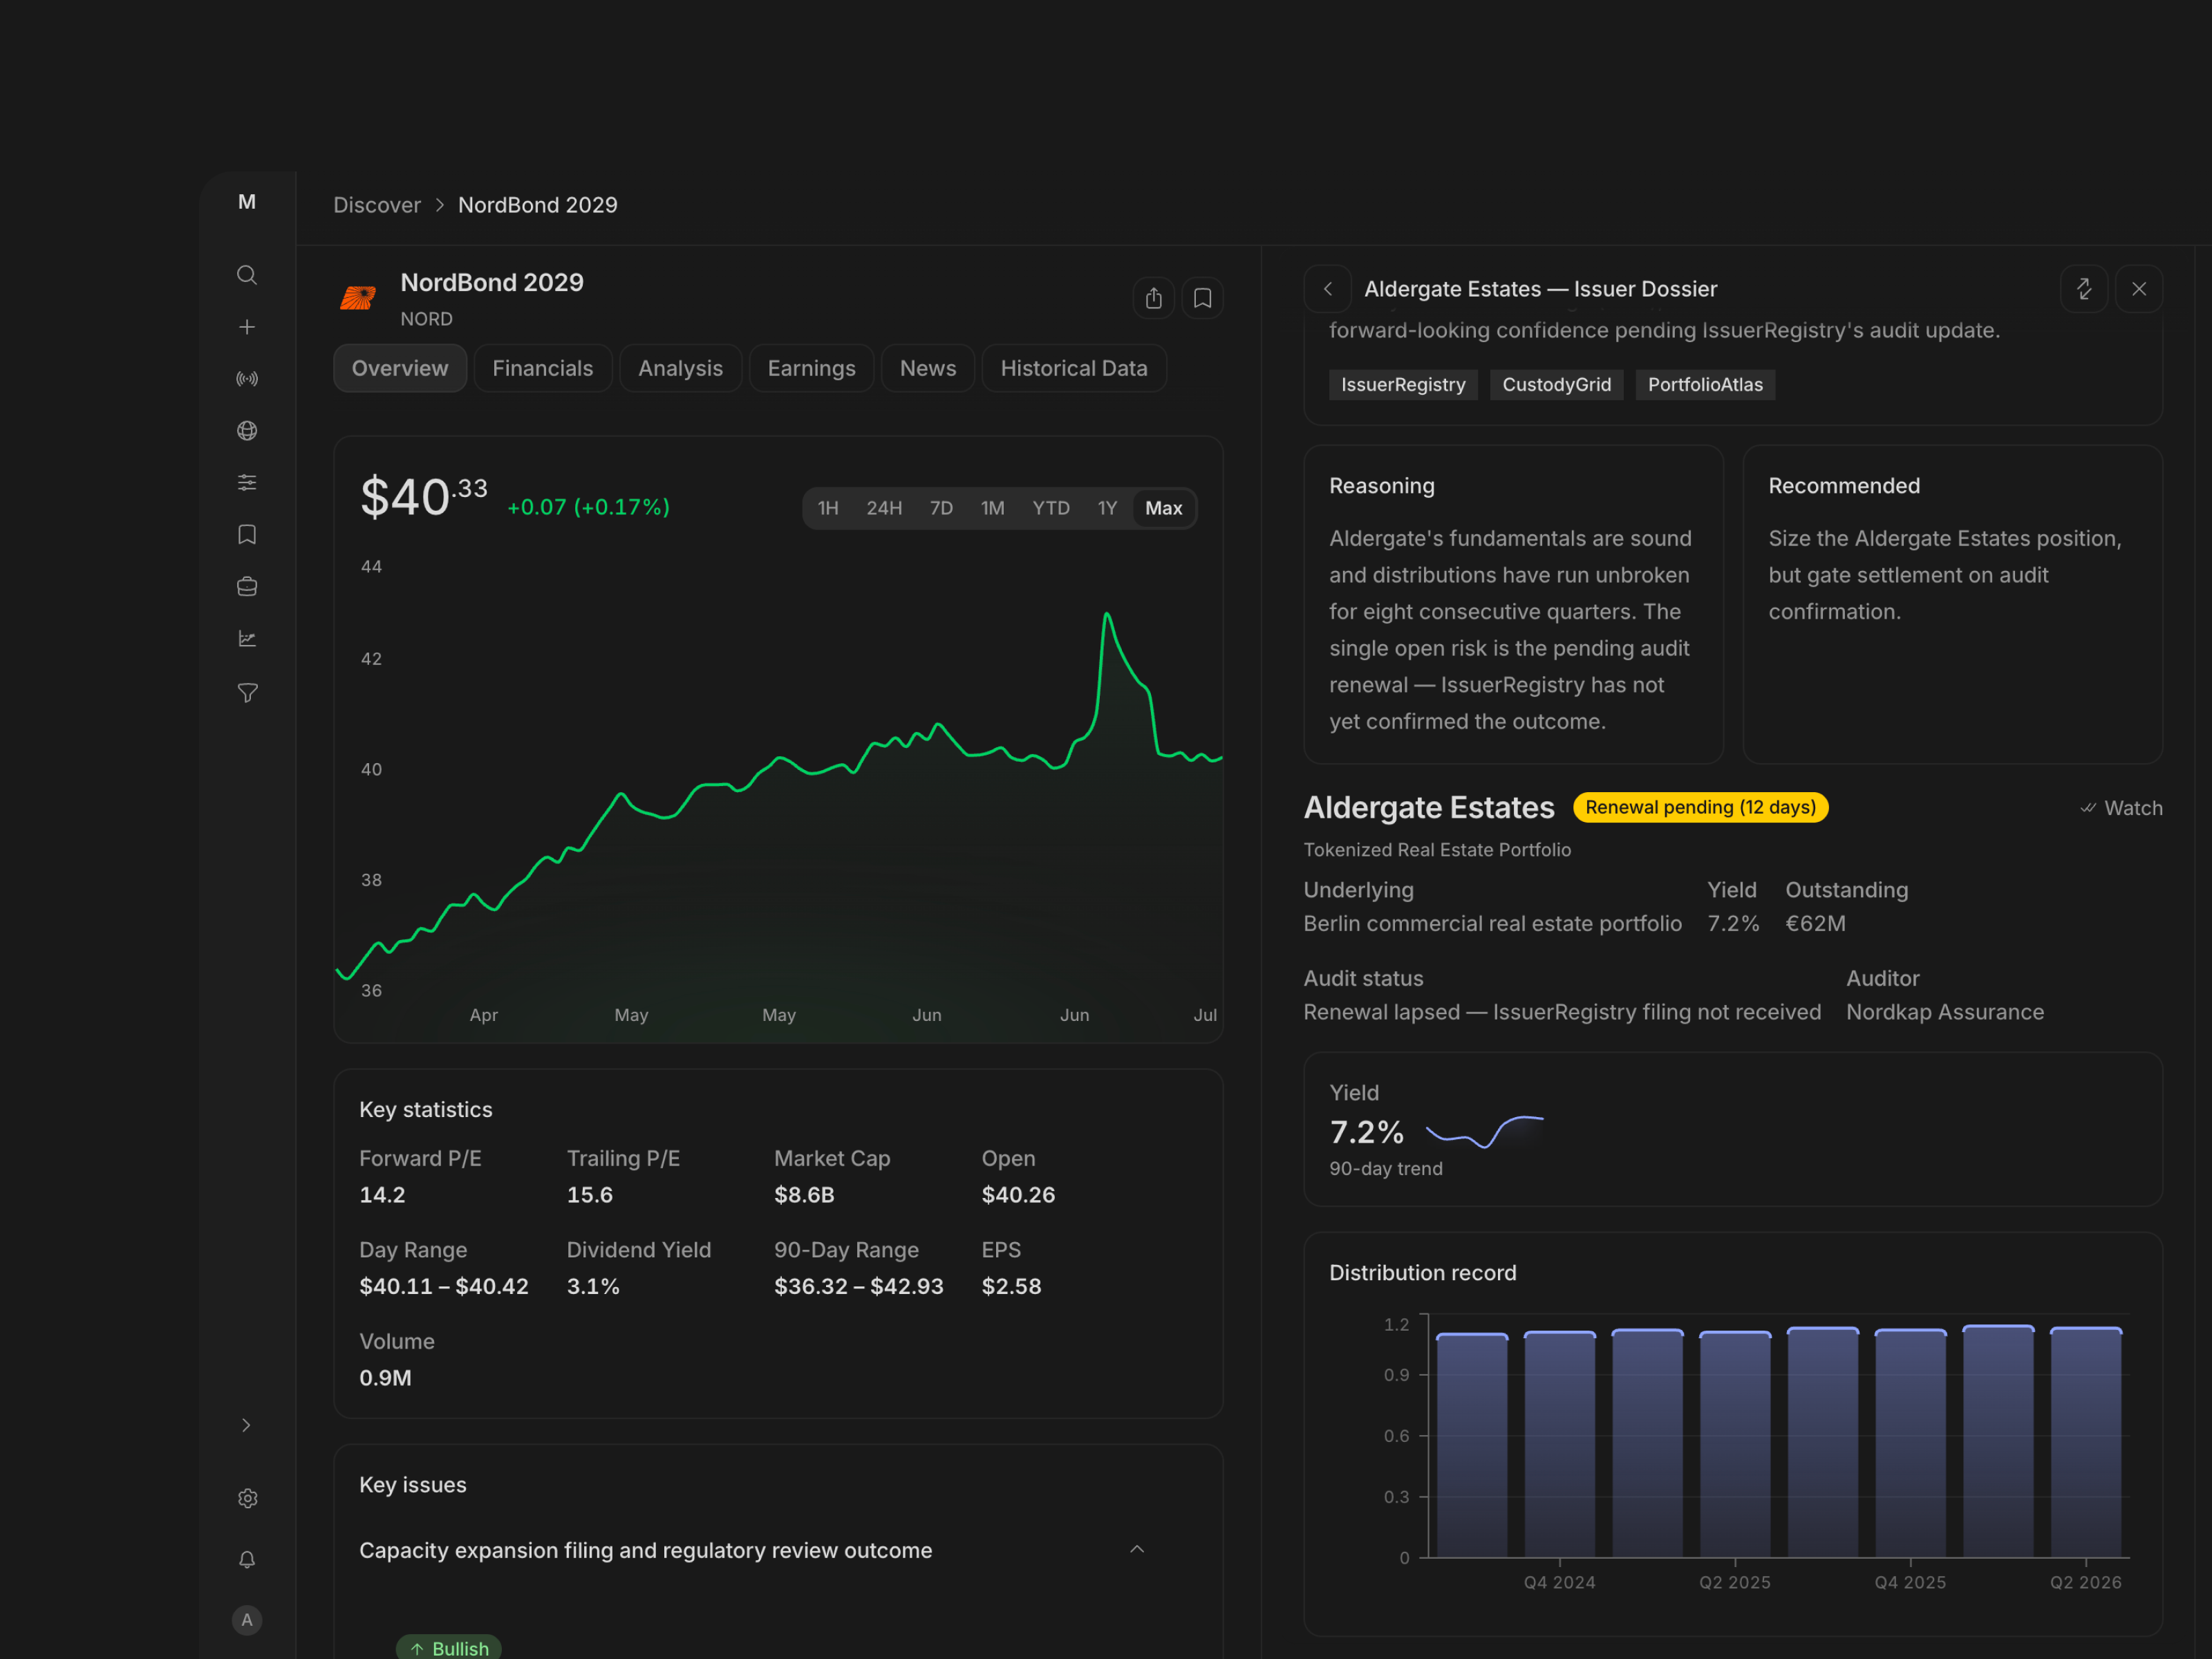 M
Discover > NordBond 2029
NordBond 2029
NORD
Overview Financials Analysis Earnings News Historical Data
$40.33 +0.07 (+0.17%)
1H 24H 7D 1M YTD 1Y Max
44
42
40
38
36
Apr May May Jun Jun Jul
Key statistics
Forward P/E Trailing P/E Market Cap Open
14.2 15.6 $8.6B $40.26
Day Range Dividend Yield 90-Day Range EPS
$40.11 – $40.42 3.1% $36.32 – $42.93 $2.58
Volume
0.9M
Key issues
Capacity expansion filing and regulatory review outcome
Bullish
A
Aldergate Estates — Issuer Dossier
forward-looking confidence pending IssuerRegistry's audit update.
IssuerRegistry CustodyGrid PortfolioAtlas
Reasoning
Aldergate's fundamentals are sound
and distributions have run unbroken
for eight consecutive quarters. The
single open risk is the pending audit
renewal — IssuerRegistry has not
yet confirmed the outcome.
Recommended
Size the Aldergate Estates position,
but gate settlement on audit
confirmation.
Aldergate Estates Renewal pending (12 days) Watch
Tokenized Real Estate Portfolio
Underlying Yield Outstanding
Berlin commercial real estate portfolio 7.2% €62M
Audit status Auditor
Renewal lapsed — IssuerRegistry filing not received Nordkap Assurance
Yield
7.2%
90-day trend
Distribution record
1.2
0.9
0.6
0.3
0
Q4 2024 Q2 2025 Q4 2025 Q2 2026